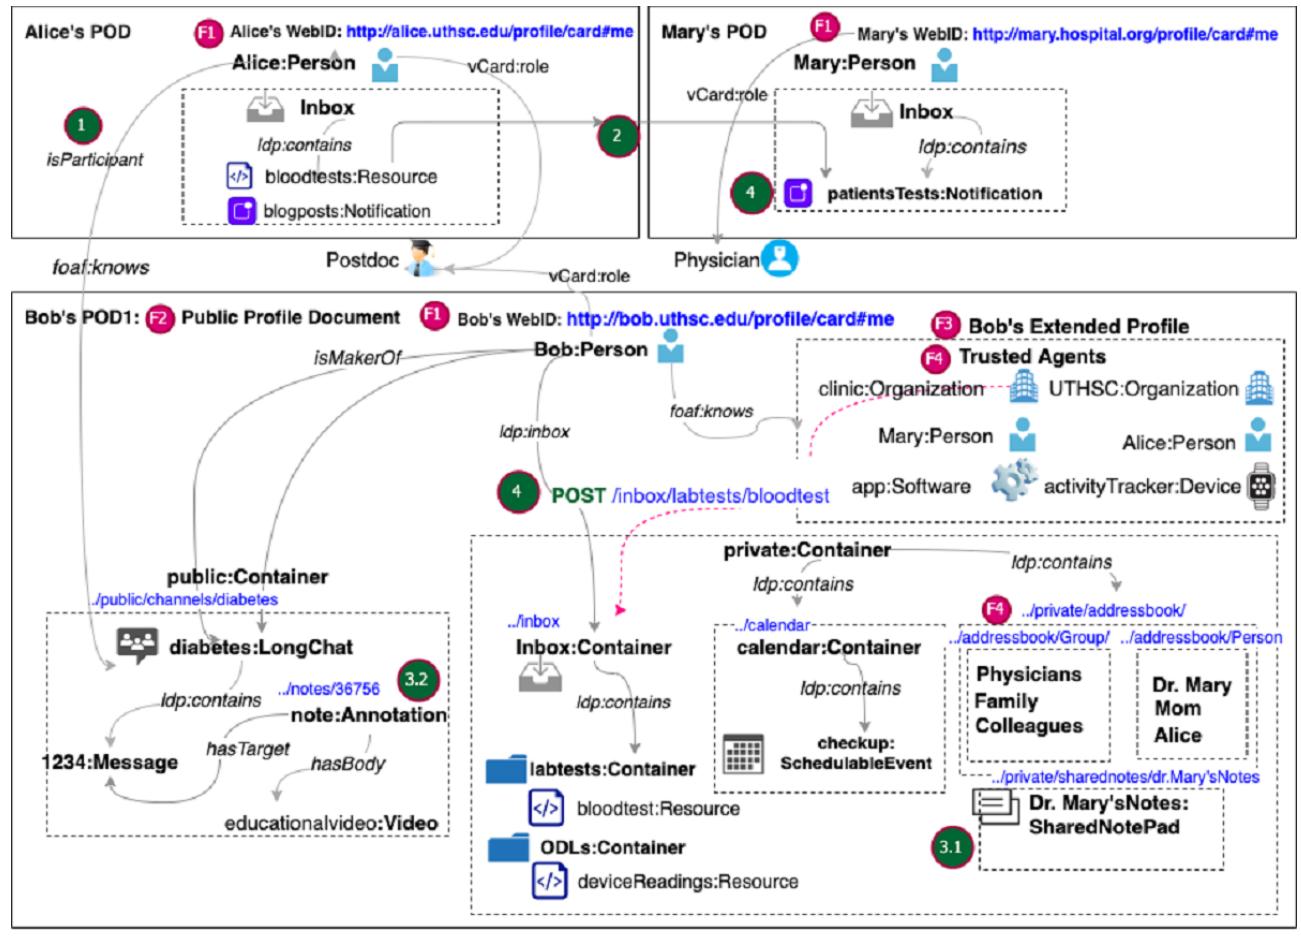 Alice's POD
F1 Alice's WebID: http://alice.uthsc.edu/profile/card#me
Alice:Person
vCard:role
Inbox
ldp:contains
bloodtests:Resource
blogposts:Notification
1
isParticipant
2
Mary's POD
F1 Mary's WebID: http://mary.hospital.org/profile/card#me
Mary:Person
vCard:role
Inbox
ldp:contains
4
patientsTests:Notification
foaf:knows
Postdoc
vCard:role
Physician
Bob's POD1: F2 Public Profile Document
F1 Bob's WebID: http://bob.uthsc.edu/profile/card#me
F3 Bob's Extended Profile
isMakerOf
Bob:Person
F4 Trusted Agents
clinic:Organization
UTHSC:Organization
foaf:knows
ldp:inbox
Mary:Person
Alice:Person
4 POST /inbox/labtests/bloodtest
app:Software
activityTracker:Device
private:Container
ldp:contains
ldp:contains
public:Container
../public/channels/diabetes
diabetes:LongChat
ldp:contains
../notes/36756
3.2
note:Annotation
hasTarget
hasBody
1234:Message
educationalvideo:Video
../inbox
Inbox:Container
ldp:contains
labtests:Container
bloodtest:Resource
ODLs:Container
deviceReadings:Resource
../calendar
calendar:Container
ldp:contains
checkup:
SchedulableEvent
F4 ../private/addressbook/
../addressbook/Group/
../addressbook/Person
Physicians
Family
Colleagues
Dr. Mary
Mom
Alice
../private/sharednotes/dr.Mary'sNotes
Dr. Mary'sNotes:
SharedNotePad
3.1